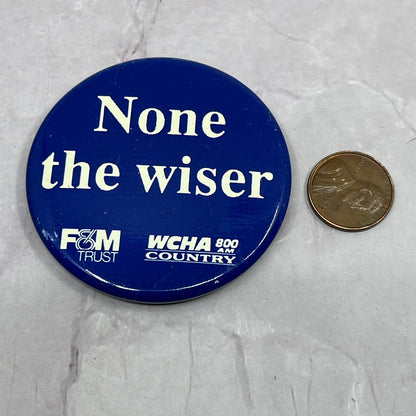 None
the wiser
F&M
TRUST
WCHA 800
AM
COUNTRY